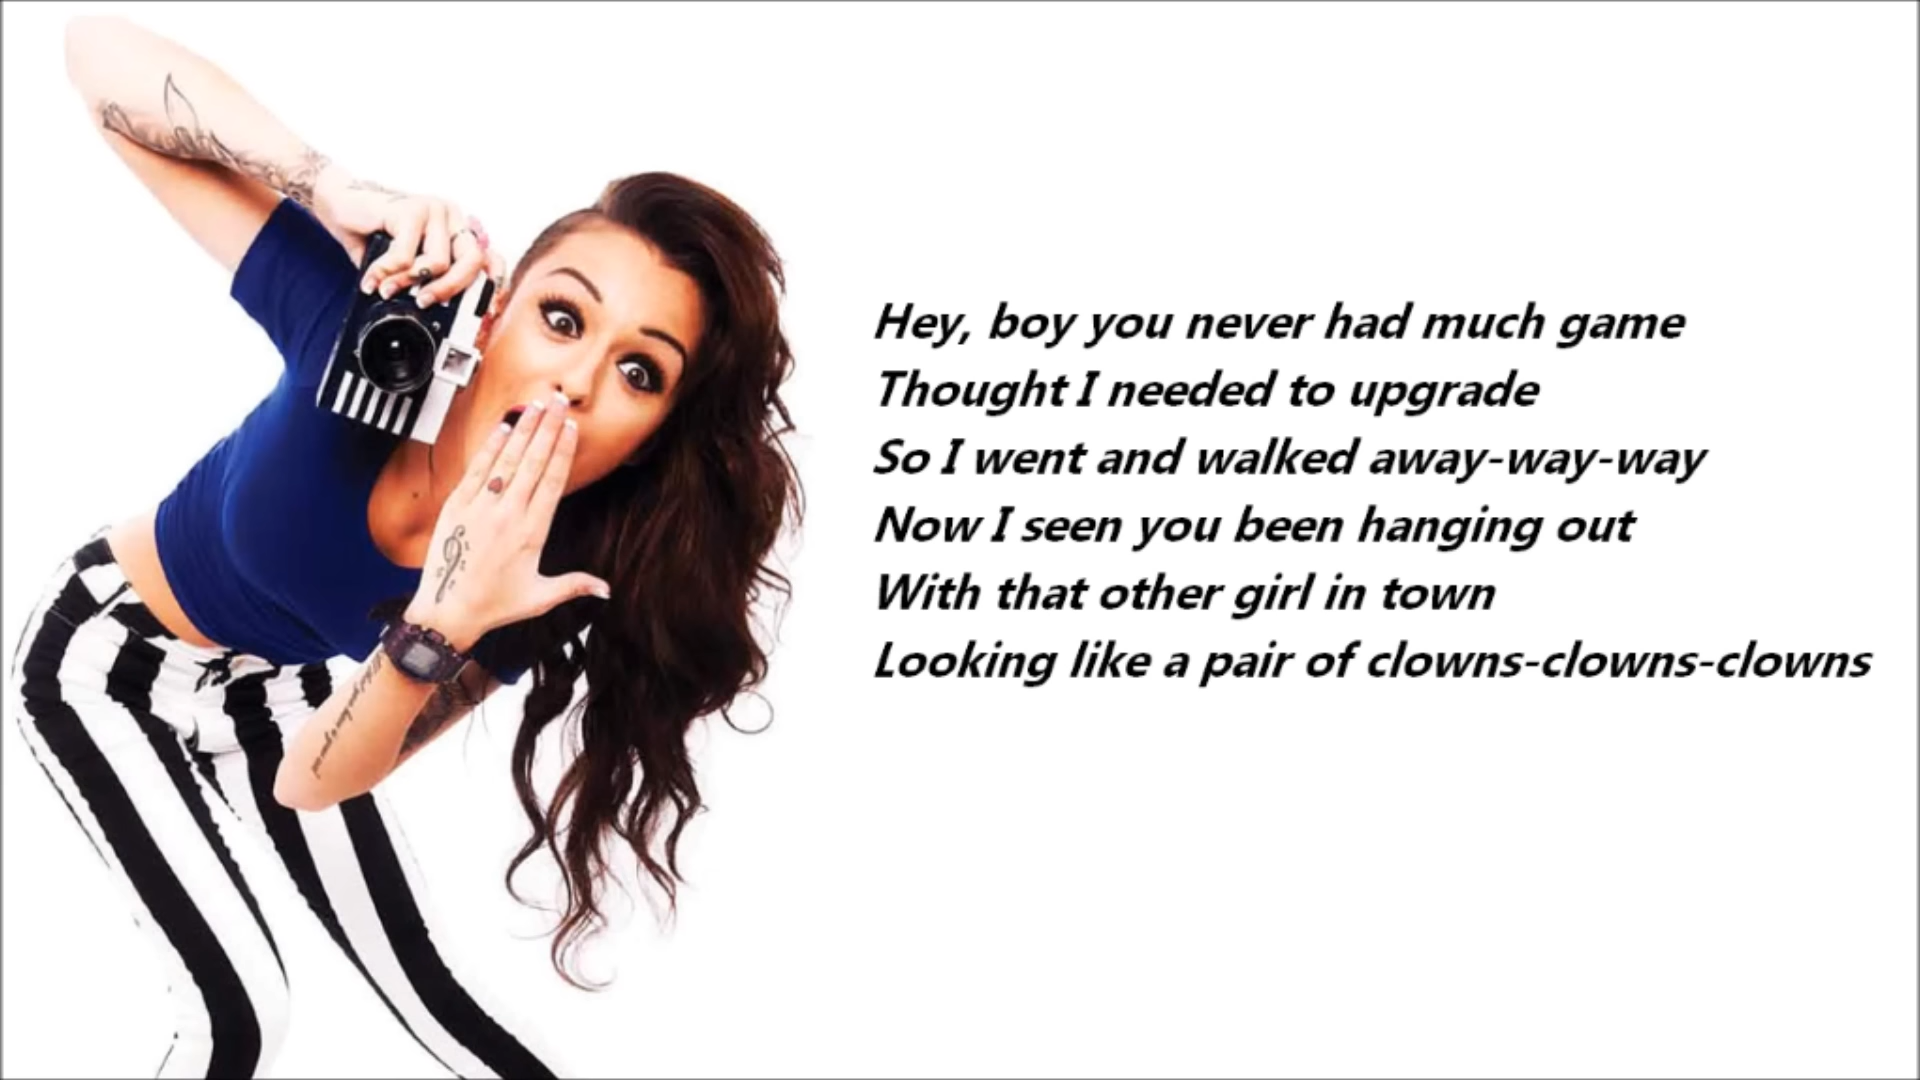 Hey, boy you never had much game
Thought I needed to upgrade
So I went and walked away-way-way
Now I seen you been hanging out
With that other girl in town
Looking like a pair of clowns-clowns-clowns